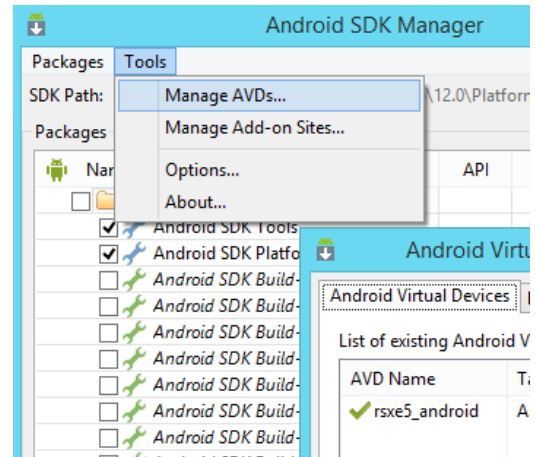 Android SDK Manager
Packages Tools
SDK Path:
Manage AVDs...
\12.0\Platfor
Manage Add-on Sites...
Packages
Options...
API
About...
Android SDK Tools
Android SDK Platfo
Android SDK Build-
Android SDK Build-
Android SDK Build-
Android SDK Build-
Android SDK Build-
Android SDK Build-
Android SDK Build-
Android Virtu
Android Virtual Devices
List of existing Android V
AVD Name
rsxe5_android